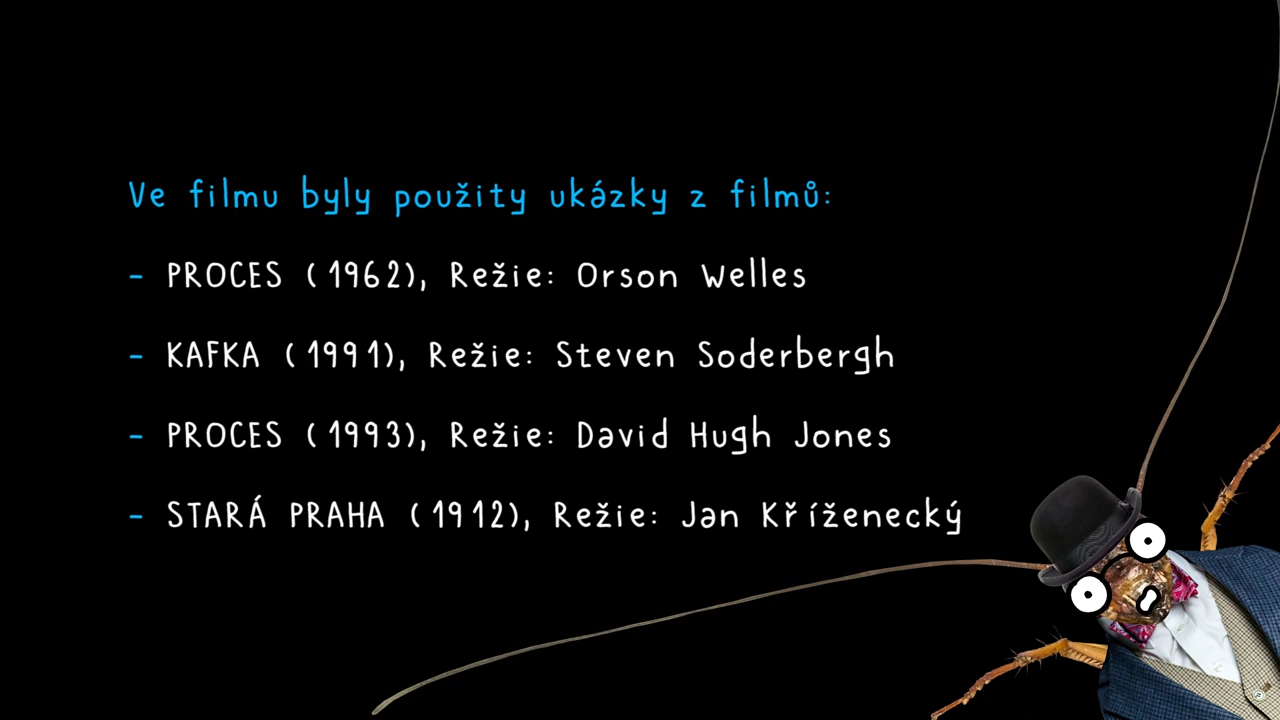 Ve filmu byly použity ukázky z filmů:
- PROCES (1962), Režie: Orson Welles
- KAFKA (1991), Režie: Steven Soderbergh
- PROCES (1993), Režie: David Hugh Jones
- STARÁ PRAHA (1912), Režie: Jan Kříženecký